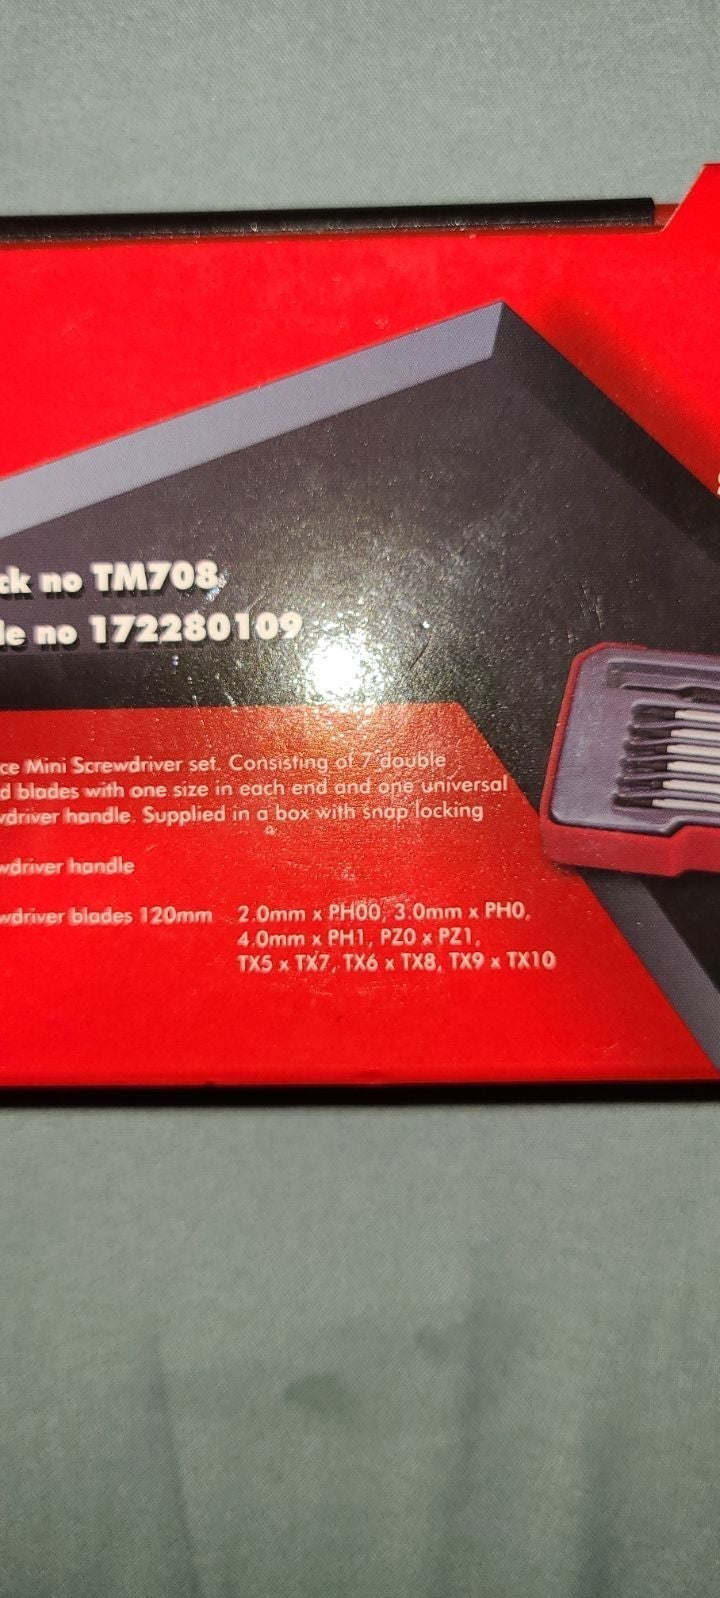 ck no TM708
le no 172280109
ce Mini Screwdriver set. Consisting of 7 double
d blades with one size in each end and one universal
wdriver handle. Supplied in a box with snap locking
wdriver handle
wdriver blades 120mm 2.0mm x PH00, 3.0mm x PH0,
4.0mm x PH1, PZ0 x PZ1,
TX5 x TX7, TX6 x TX8, TX9 x TX10